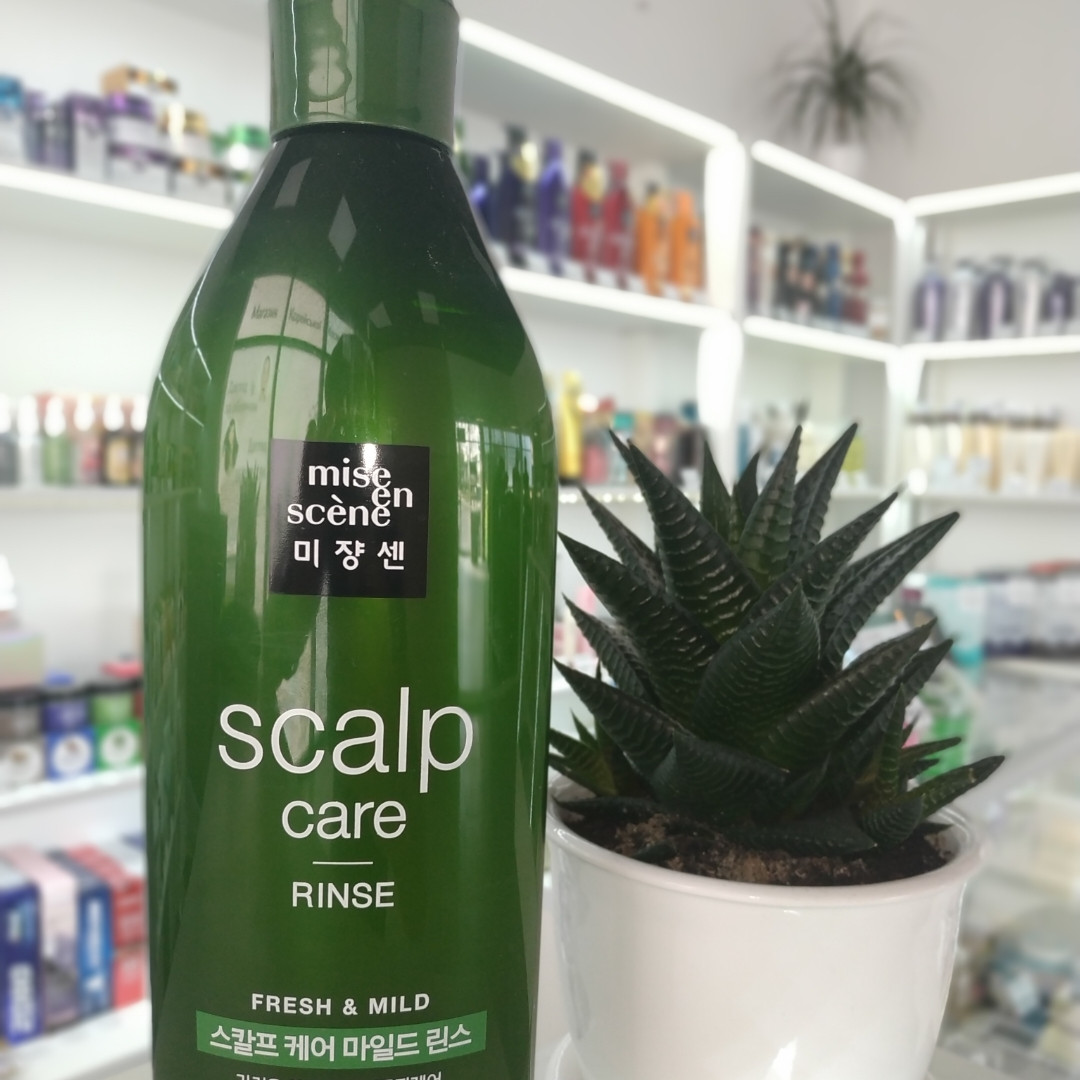 mise
en
scène
미쟝센
scalp
care
RINSE
FRESH & MILD
스칼프 케어 마일드 린스